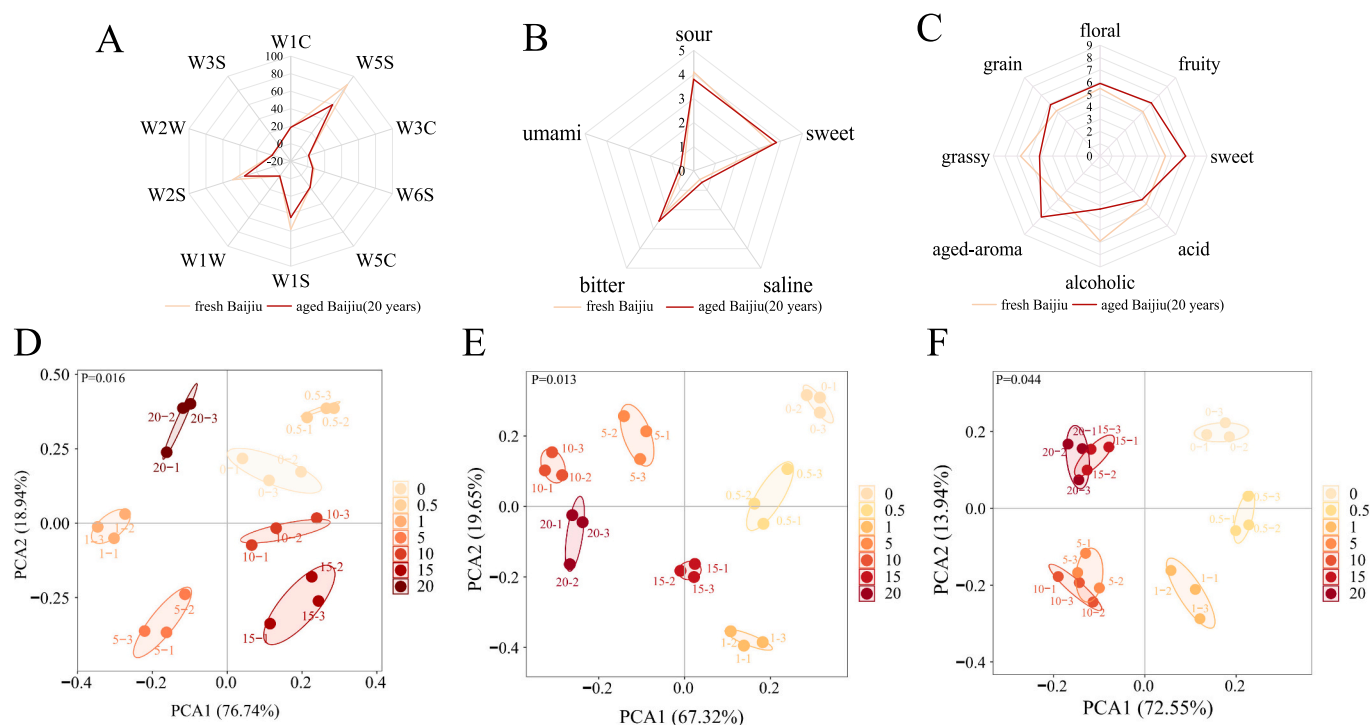 A
W1C
W5S
W3C
W6S
W5C
W1S
W1W
W2S
W2W
W3S
100
80
60
40
20
0
-20
fresh Baijiu
aged Baijiu(20 years)
B
sour
sweet
saline
bitter
umami
5
4
3
2
1
0
fresh Baijiu
aged Baijiu(20 years)
C
floral
fruity
sweet
acid
alcoholic
aged-aroma
grassy
grain
9
8
7
6
5
4
3
2
1
0
fresh Baijiu
aged Baijiu(20 years)
D
P=0.016
PCA2 (18.94%)
0.50
0.25
0.00
−0.25
20−2
20−3
20−1
0.5−3
0.5−1
0.5−2
0−1
0−2
0−3
1−2
1−3
1−1
10−3
10−2
10−1
15−2
15−3
15−1
5−2
5−3
5−1
−0.4
−0.2
0.0
0.2
0.4
PCA1 (76.74%)
0
0.5
1
5
10
15
20
E
P=0.013
PCA2 (19.65%)
0.2
0.0
−0.2
−0.4
0-1
0-2
0-3
5-2
5-1
5-3
10-3
10-1
10-2
0.5-3
0.5-2
0.5-1
20-1
20-3
20-2
15-1
15-2
15-3
1-2
1-3
1-1
−0.2
0.0
0.2
PCA1 (67.32%)
0
0.5
1
5
10
15
20
F
P=0.044
PCA2 (13.94%)
0.4
0.2
0.0
−0.2
−0.4
0-3
0-1
0-2
20-1
15-3
15-1
20-2
15-2
20-3
0.5-3
0.5-1
0.5-2
5-1
5-3
5-2
10-1
10-3
10-2
1-1
1-2
1-3
−0.2
0.0
0.2
PCA1 (72.55%)
0
0.5
1
5
10
15
20